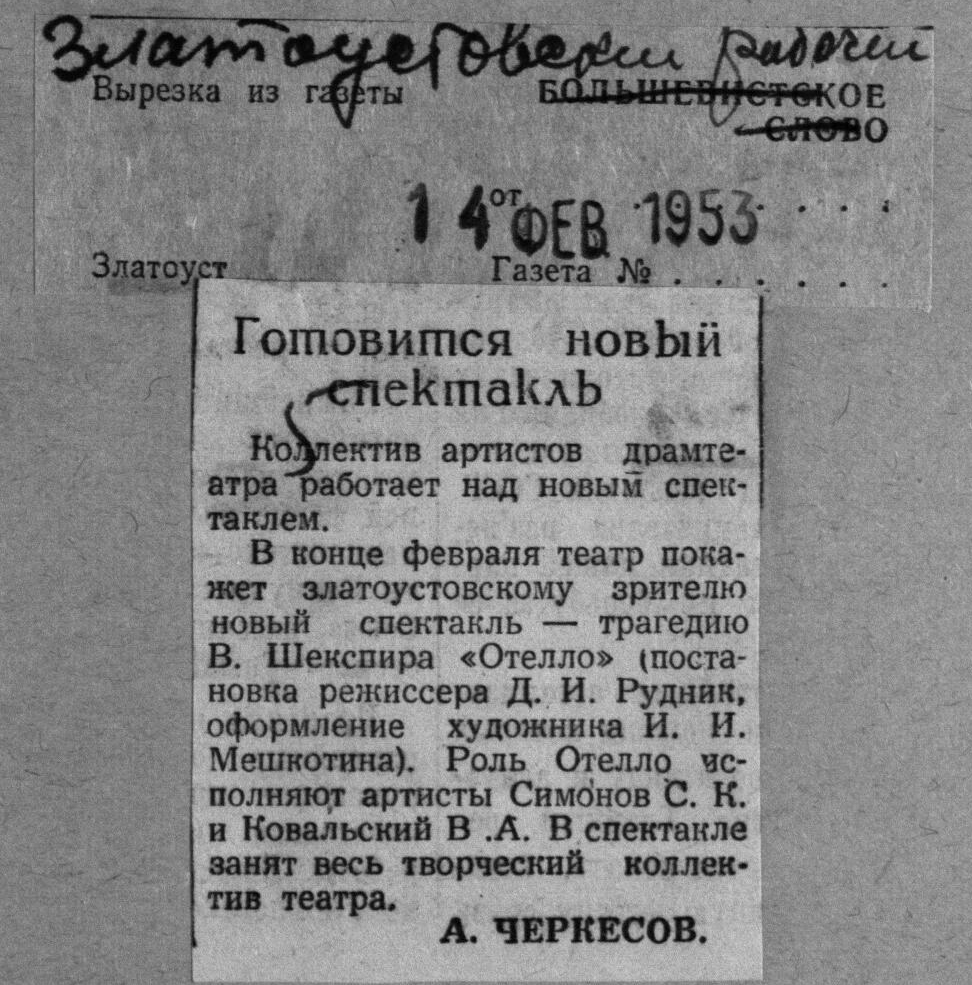 Златоустовский рабочий
Вырезка из газеты БОЛЬШЕВИСТСКОЕ
СЛОВО
от 14 ФЕВ 1953 . . . .
Златоуст Газета № . . . . . .
Готовится новый
спектакль
Коллектив артистов драмте-
атра работает над новым спек-
таклем.
В конце февраля театр пока-
жет златоустовскому зрителю
новый спектакль — трагедию
В. Шекспира «Отелло» (поста-
новка режиссера Д. И. Рудник,
оформление художника И. И.
Мешкотина). Роль Отелло ис-
полняют артисты Симонов С. К.
и Ковальский В .А. В спектакле
занят весь творческий коллек-
тив театра.
А. ЧЕРКЕСОВ.